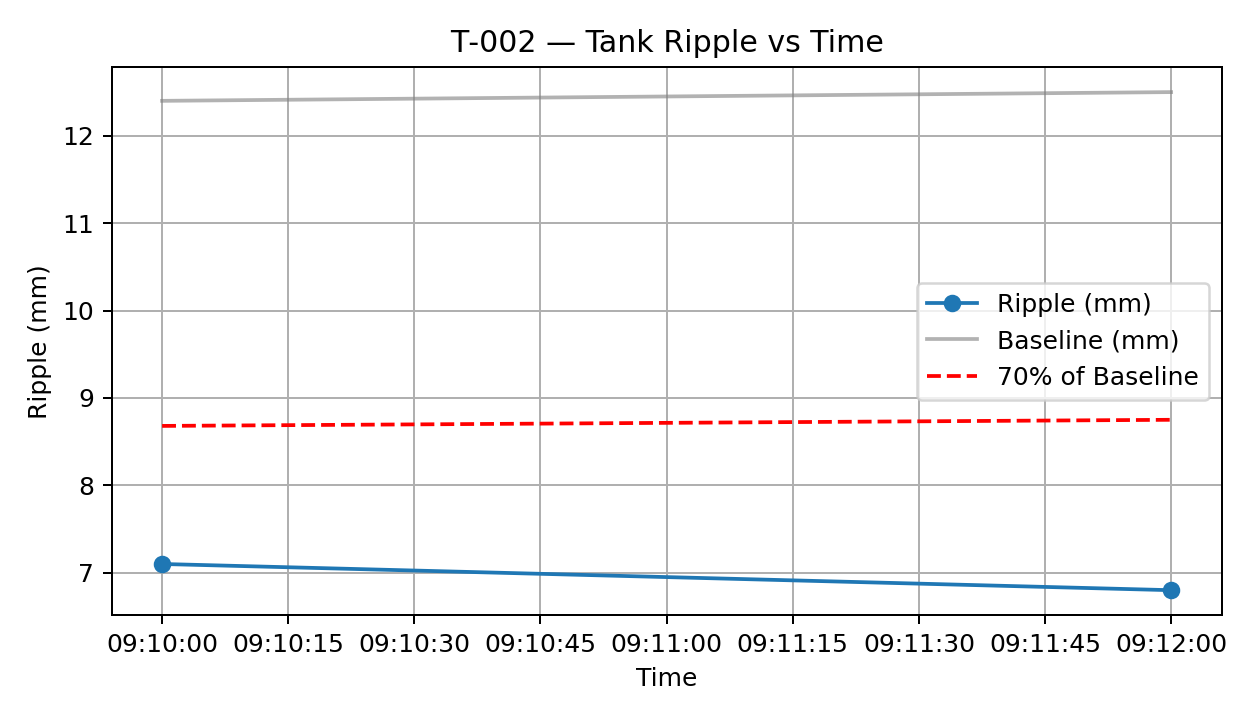 T-002 — Tank Ripple vs Time
Ripple (mm)
12
11
10
9
8
7
Ripple (mm)
Baseline (mm)
70% of Baseline
09:10:00 09:10:15 09:10:30 09:10:45 09:11:00 09:11:15 09:11:30 09:11:45 09:12:00
Time